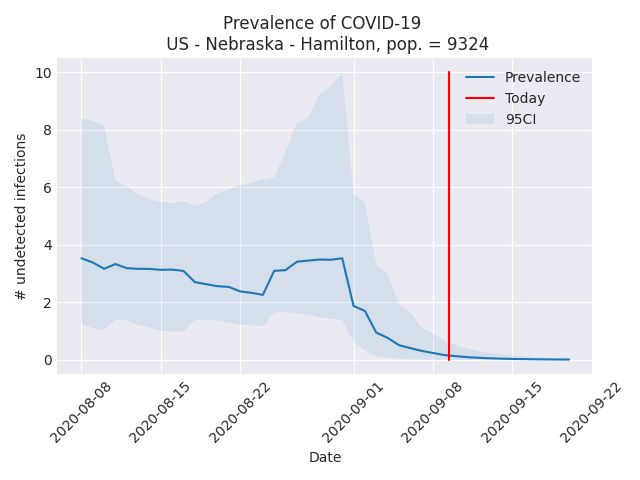 Prevalence of COVID-19
US - Nebraska - Hamilton, pop. = 9324
# undetected infections
10
8
6
4
2
0
Prevalence
Today
95CI
2020-08-08
2020-08-15
2020-08-22
2020-09-01
2020-09-08
2020-09-15
2020-09-22
Date